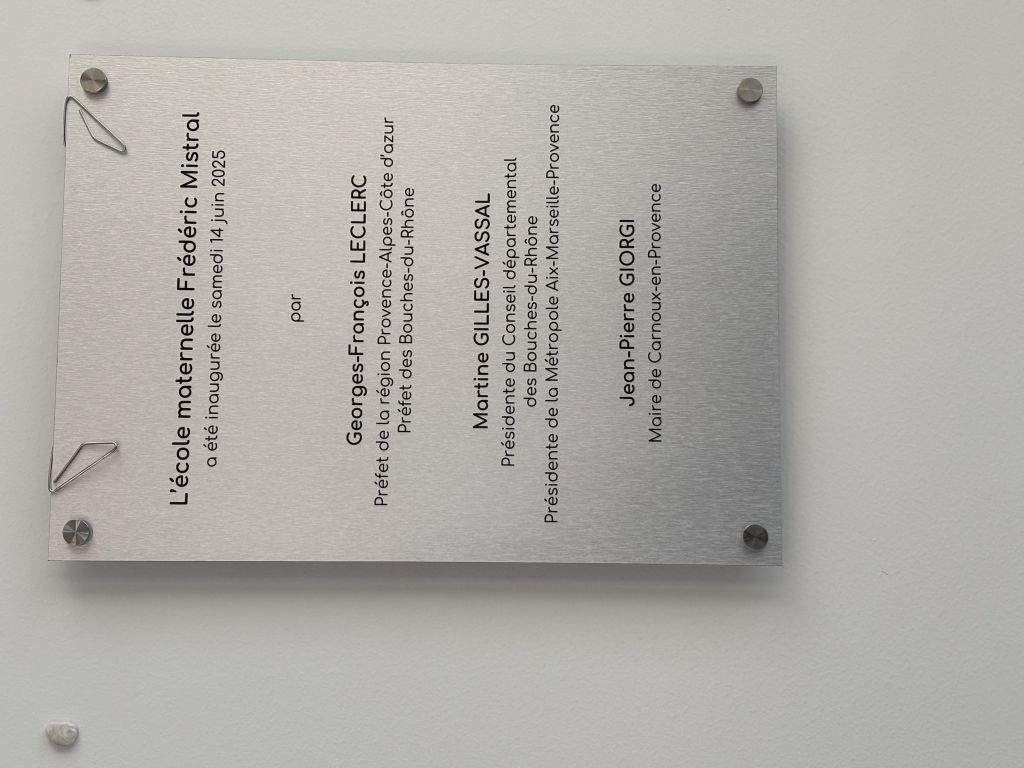 L'école maternelle Frédéric Mistral
a été inaugurée le samedi 14 juin 2025
par
Georges-François LECLERC
Préfet de la région Provence-Alpes-Côte d'azur
Préfet des Bouches-du-Rhône
Martine GILLES-VASSAL
Présidente du Conseil départemental
des Bouches-du-Rhône
Présidente de la Métropole Aix-Marseille-Provence
Jean-Pierre GIORGI
Maire de Carnoux-en-Provence